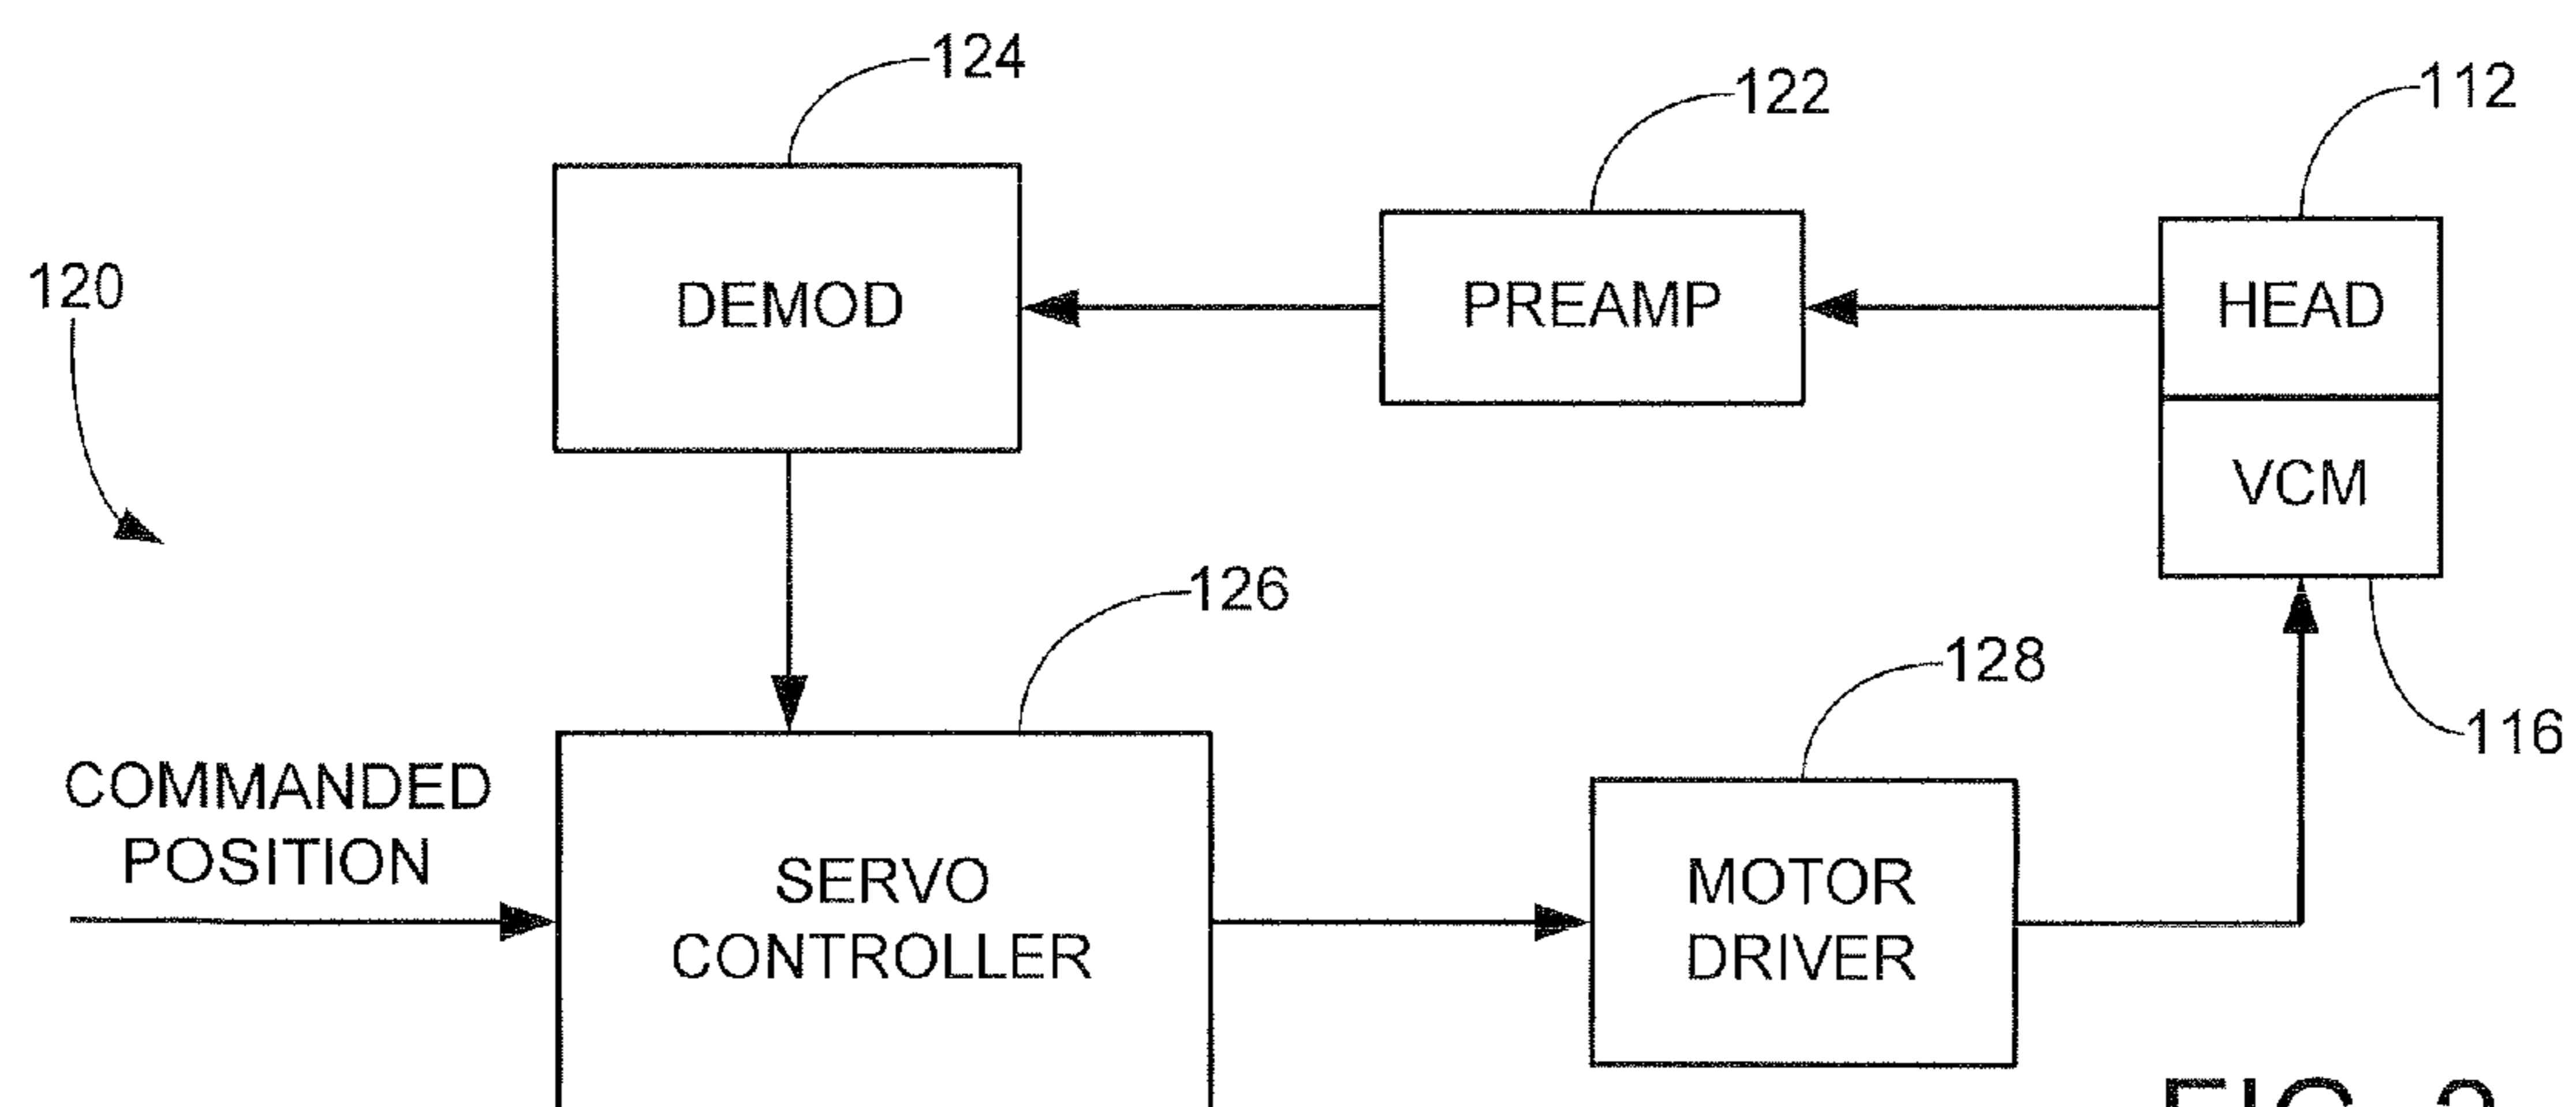 124
122
112
120
DEMOD
PREAMP
HEAD
VCM
126
128
116
COMMANDED
POSITION
SERVO
CONTROLLER
MOTOR
DRIVER